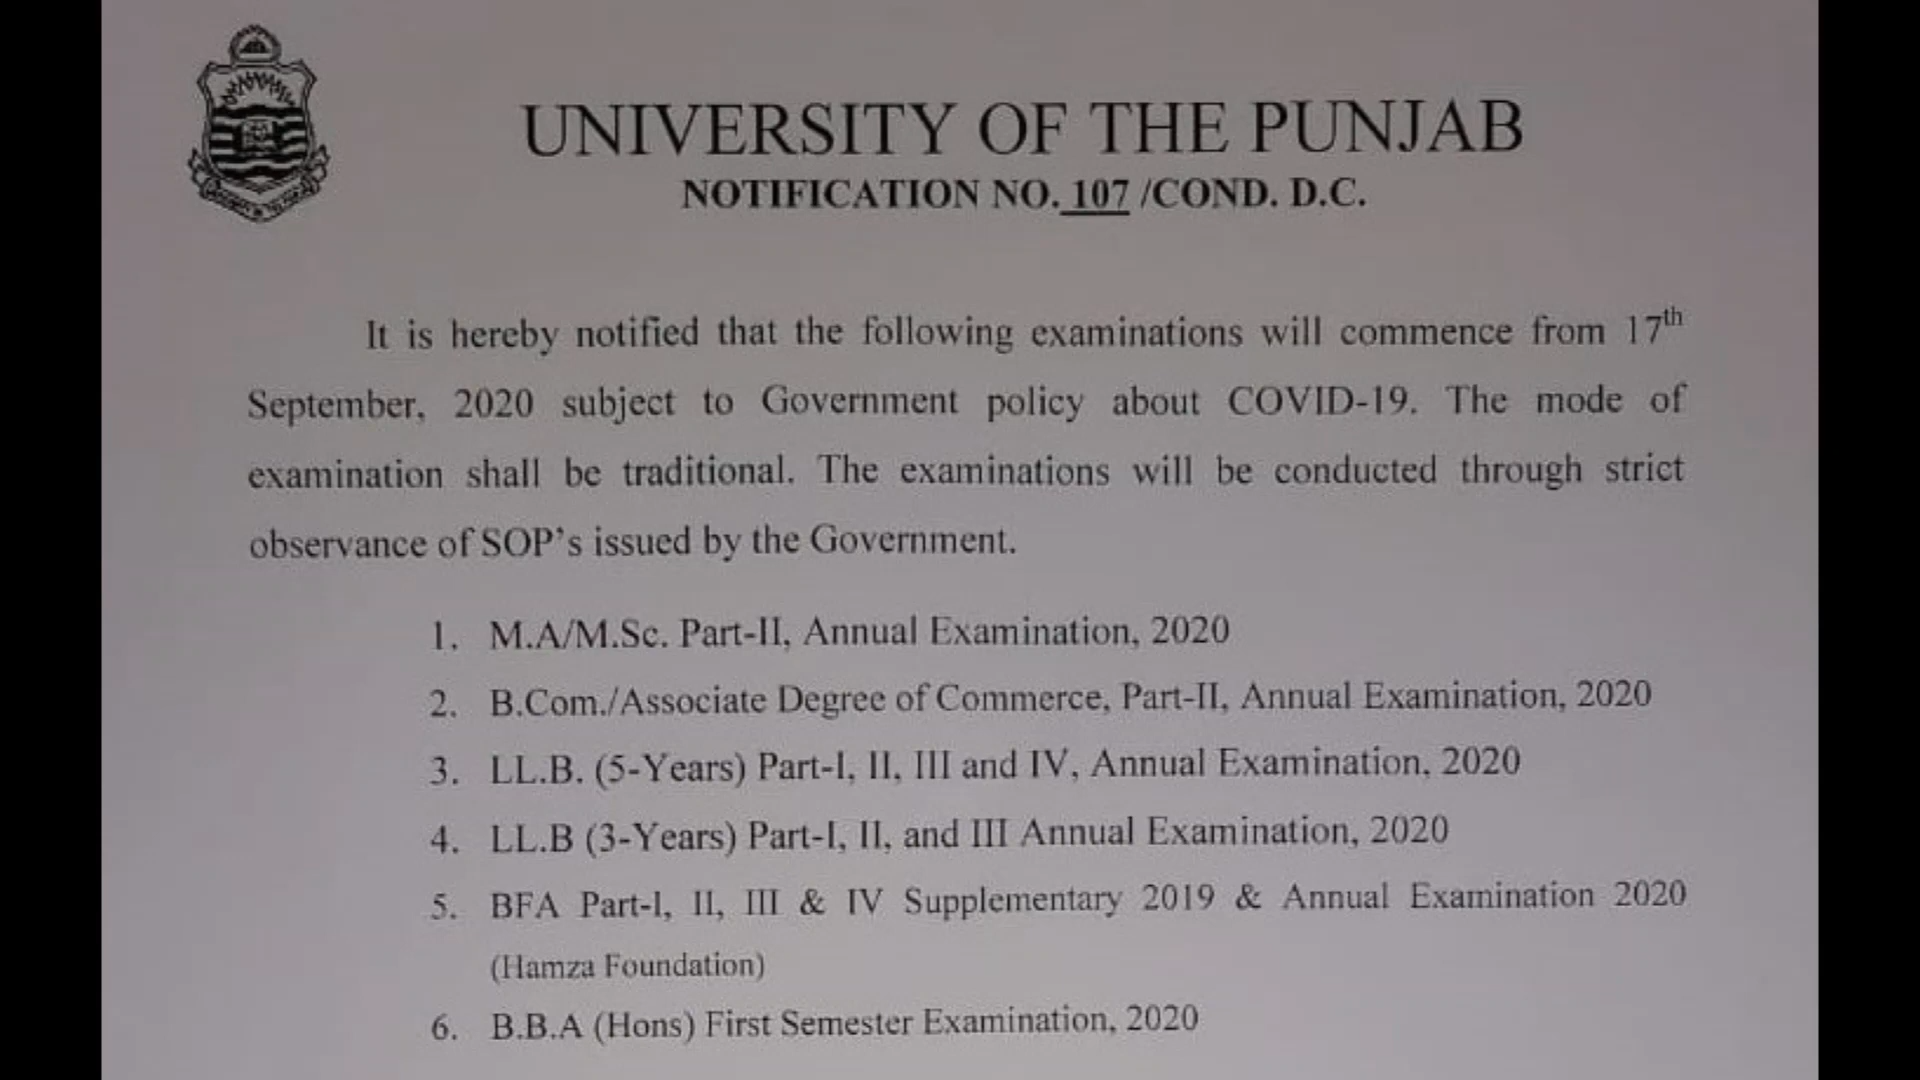 UNIVERSITY OF THE PUNJAB
NOTIFICATION NO. 107 /COND. D.C.
It is hereby notified that the following examinations will commence from 17th
September, 2020 subject to Government policy about COVID-19. The mode of
examination shall be traditional. The examinations will be conducted through strict
observance of SOP's issued by the Government.
1. M.A/M.Sc. Part-II, Annual Examination, 2020
2. B.Com./Associate Degree of Commerce, Part-II, Annual Examination, 2020
3. LL.B. (5-Years) Part-I, II, III and IV, Annual Examination, 2020
4. LL.B (3-Years) Part-I, II, and III Annual Examination, 2020
5. BFA Part-I, II, III & IV Supplementary 2019 & Annual Examination 2020
(Hamza Foundation)
6. B.B.A (Hons) First Semester Examination, 2020